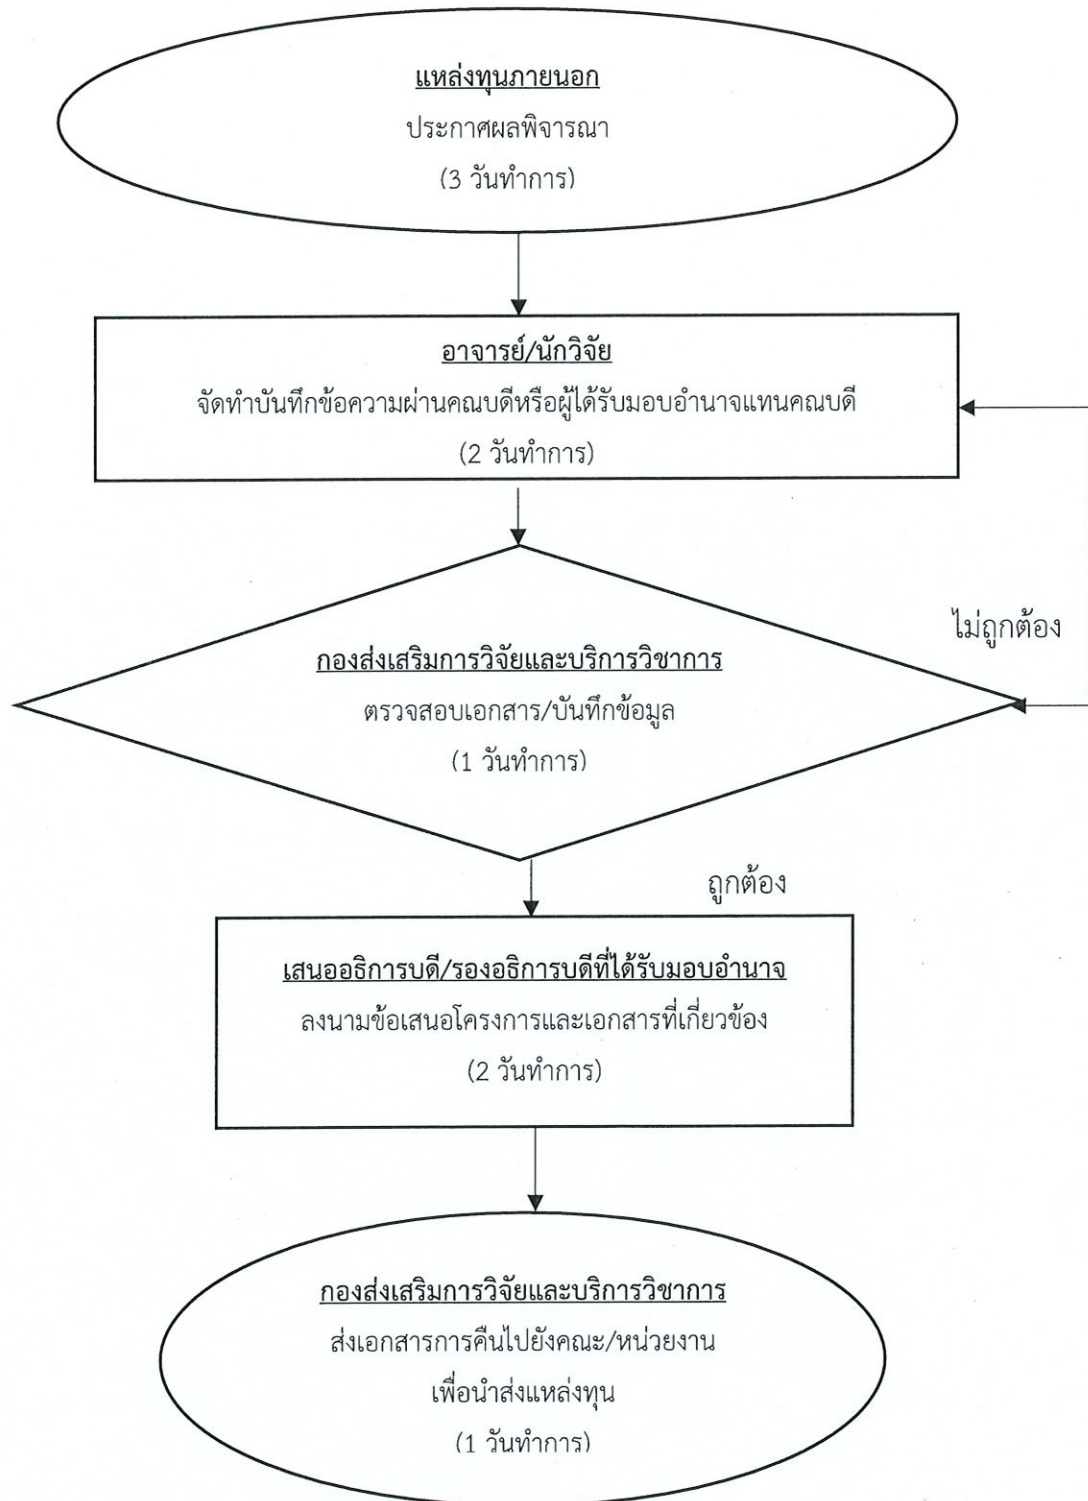 แหล่งทุนภายนอก
ประกาศผลพิจารณา
(3 วันทำการ)
อาจารย์/นักวิจัย
จัดทำบันทึกข้อความผ่านคณบดีหรือผู้ได้รับมอบอำนาจแทนคณบดี
(2 วันทำการ)
ไม่ถูกต้อง
กองส่งเสริมการวิจัยและบริการวิชาการ
ตรวจสอบเอกสาร/บันทึกข้อมูล
(1 วันทำการ)
ถูกต้อง
เสนออธิการบดี/รองอธิการบดีที่ได้รับมอบอำนาจ
ลงนามข้อเสนอโครงการและเอกสารที่เกี่ยวข้อง
(2 วันทำการ)
กองส่งเสริมการวิจัยและบริการวิชาการ
ส่งเอกสารการคืนไปยังคณะ/หน่วยงาน
เพื่อนำส่งแหล่งทุน
(1 วันทำการ)